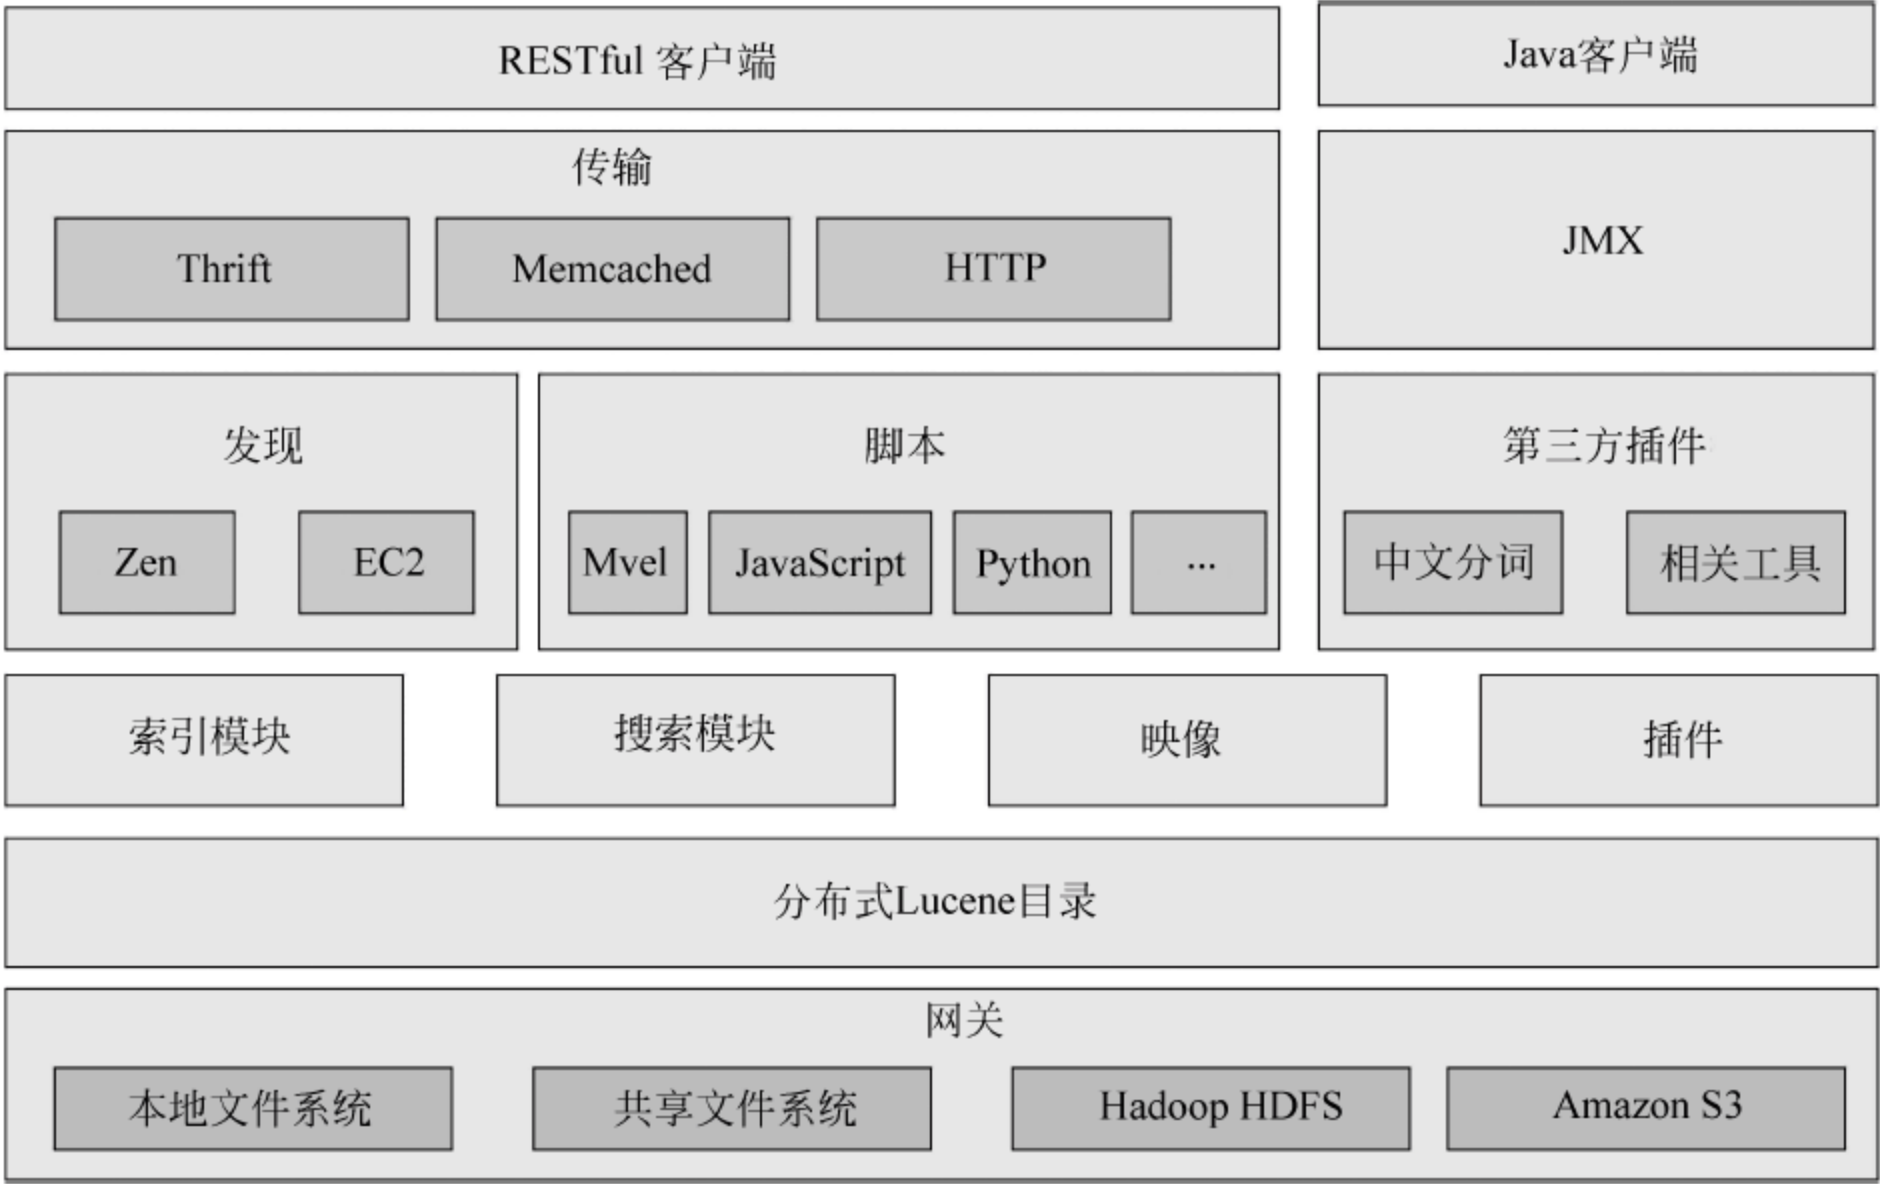 RESTful 客户端
Java客户端
传输
Thrift
Memcached
HTTP
JMX
发现
Zen
EC2
脚本
Mvel
JavaScript
Python
...
第三方插件
中文分词
相关工具
索引模块
搜索模块
映像
插件
分布式Lucene目录
网关
本地文件系统
共享文件系统
Hadoop HDFS
Amazon S3